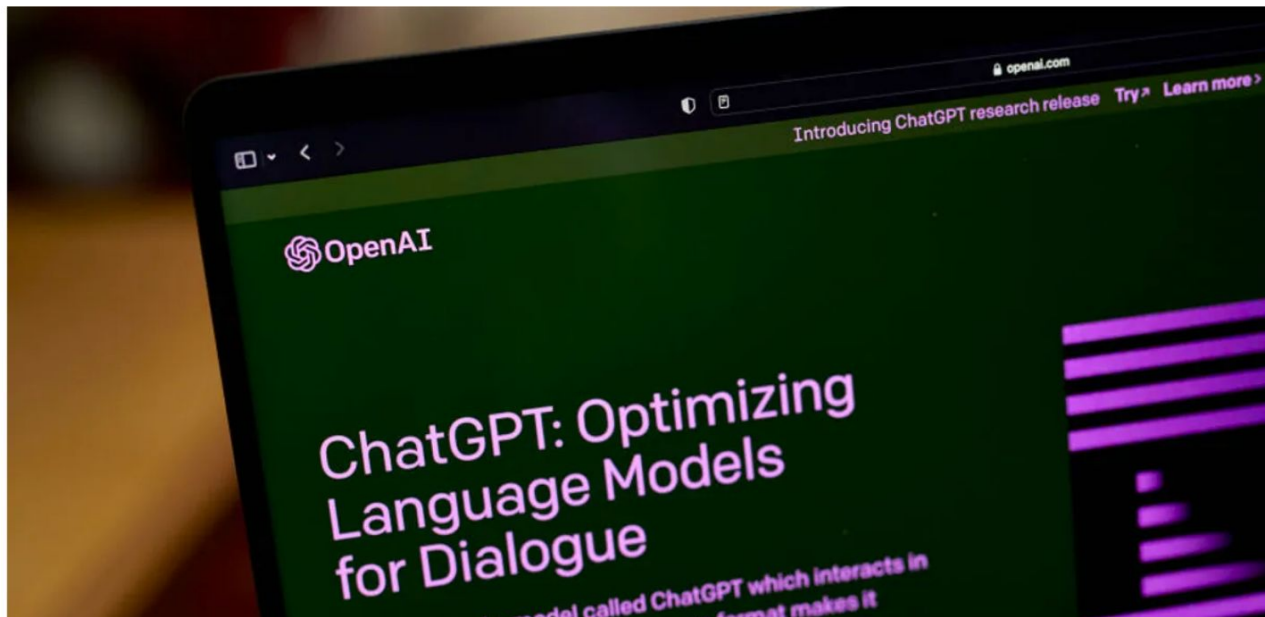 openai.com
Introducing ChatGPT research release Try↗ Learn more >
OpenAI
ChatGPT: Optimizing
Language Models
for Dialogue
called ChatGPT which interacts in
format makes it